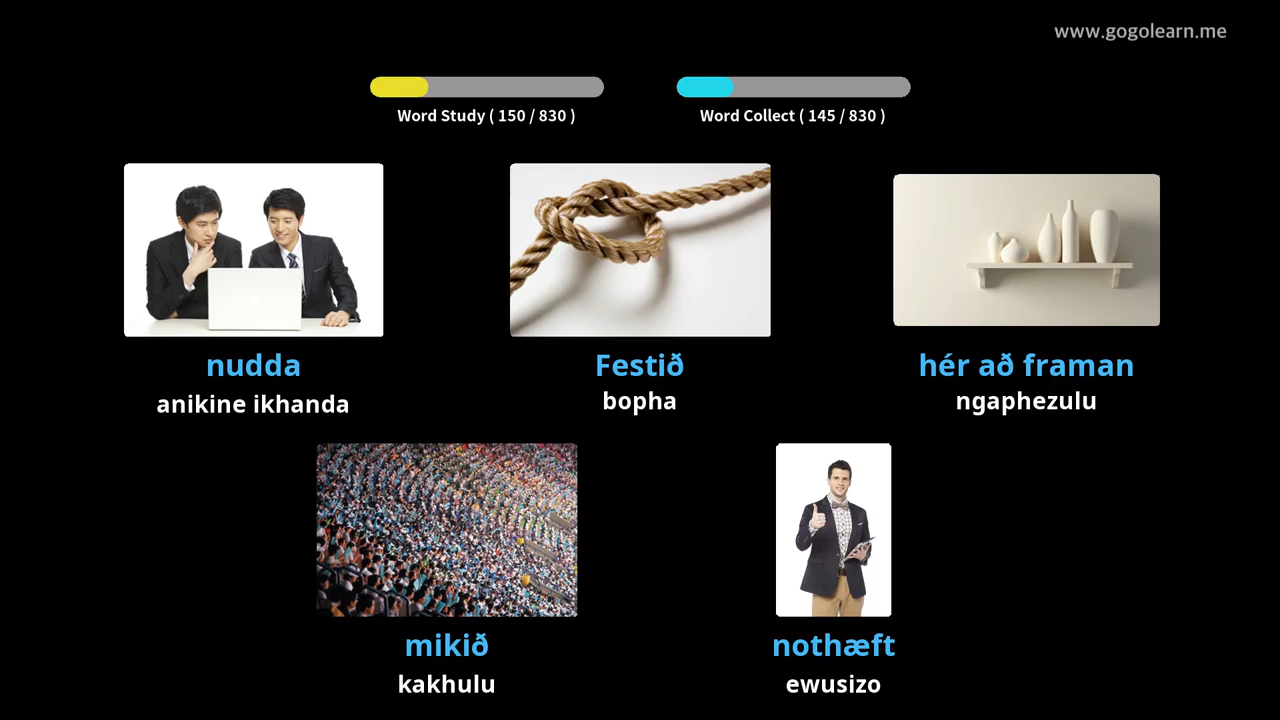 www.gogolearn.me
Word Study ( 150 / 830 )
Word Collect ( 145 / 830 )
nudda
anikine ikhanda
Festið
bopha
hér að framan
ngaphezulu
mikið
kakhulu
nothæft
ewusizo